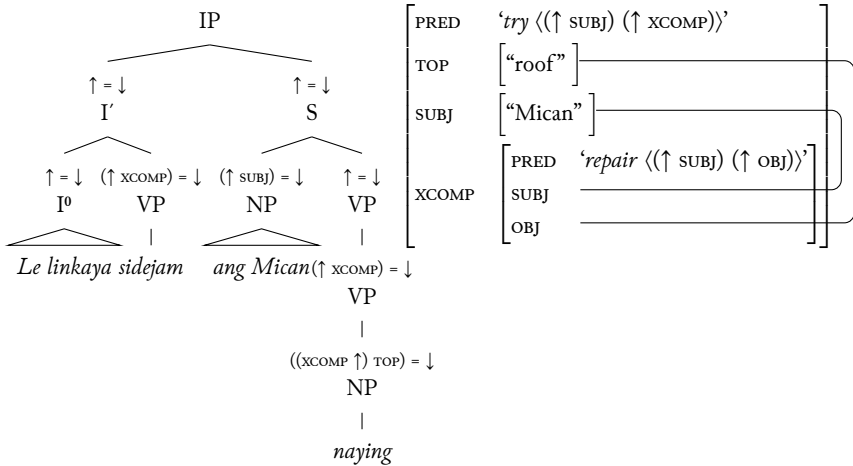 IP
↑ = ↓ ↑ = ↓
I′ S
↑ = ↓ (↑ XCOMP) = ↓ (↑ SUBJ) = ↓ ↑ = ↓
I⁰ VP NP VP
Le linkaya sidejam ang Mican (↑ XCOMP) = ↓
VP
((XCOMP ↑) TOP) = ↓
NP
naying
PRED ‘try ⟨(↑ SUBJ) (↑ XCOMP)⟩’
TOP [“roof”]
SUBJ [“Mican”]
XCOMP
PRED ‘repair ⟨(↑ SUBJ) (↑ OBJ)⟩’
SUBJ
OBJ